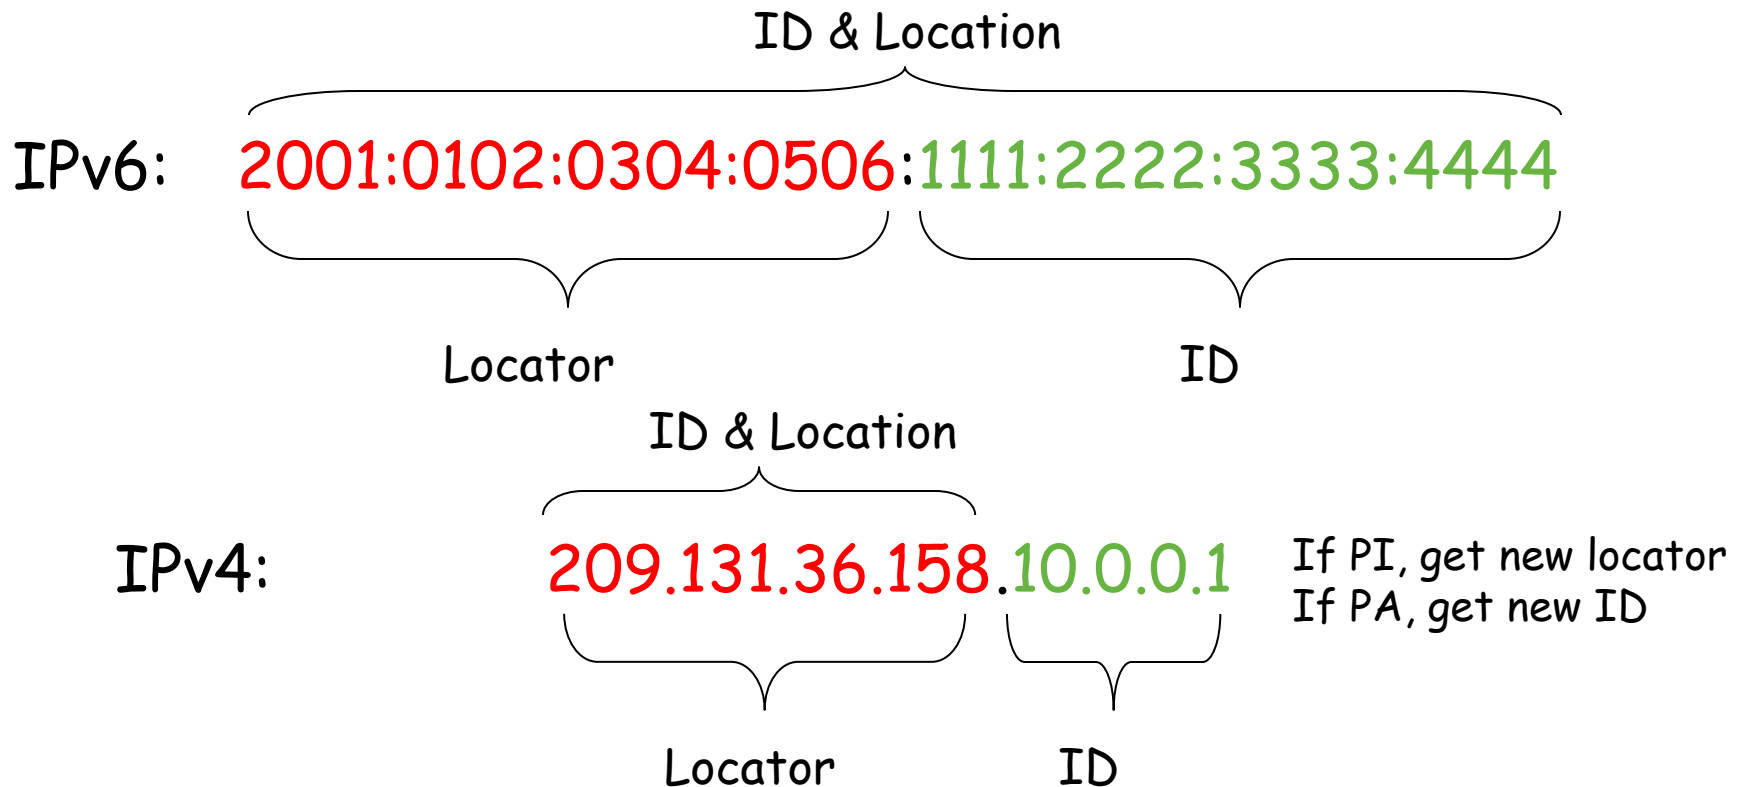 ID & Location
IPv6: 2001:0102:0304:0506:1111:2222:3333:4444
Locator ID
ID & Location
IPv4: 209.131.36.158.10.0.0.1
If PI, get new locator
If PA, get new ID
Locator ID